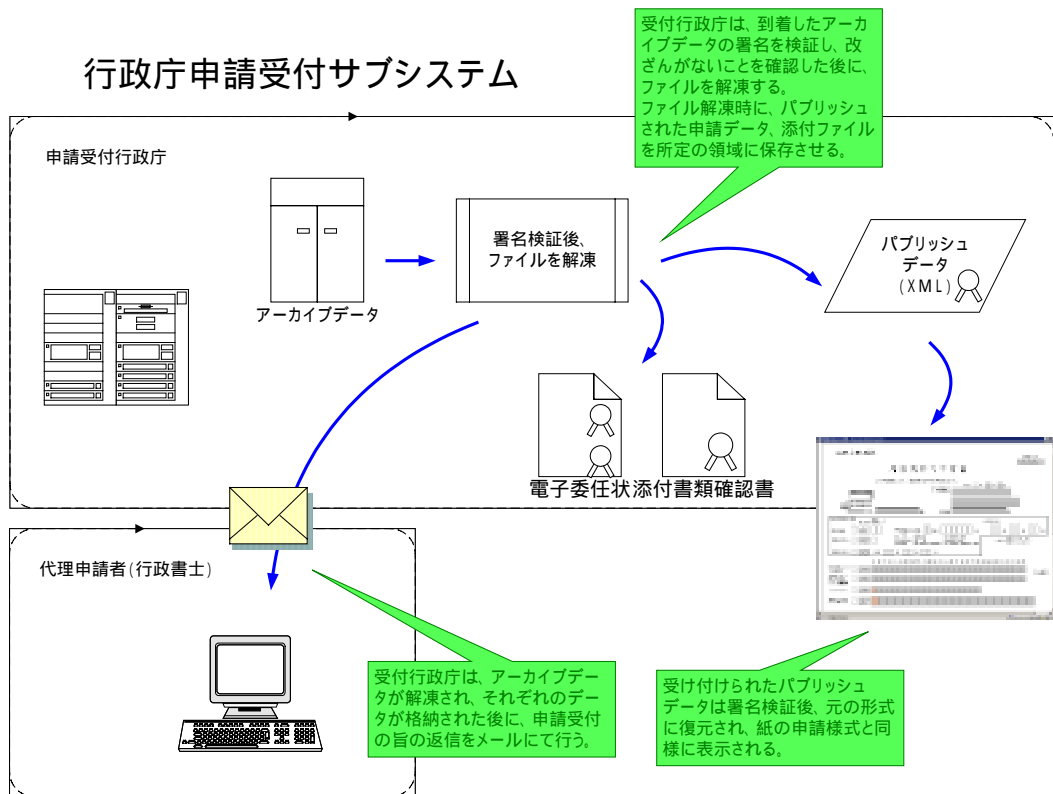 行政庁申請受付サブシステム
受付行政庁は、到着したアーカ
イブデータの署名を検証し、改
ざんがないことを確認した後に、
ファイルを解凍する。
ファイル解凍時に、パブリッシュ
された申請データ、添付ファイル
を所定の領域に保存させる。
申請受付行政庁
アーカイブデータ
署名検証後、
ファイルを解凍
パブリッシュ
データ
(XML)
電子委任状
添付書類確認書
代理申請者(行政書士)
受付行政庁は、アーカイブデー
タが解凍され、それぞれのデー
タが格納された後に、申請受付
の旨の返信をメールにて行う。
受け付けられたパブリッシュ
データは署名検証後、元の形式
に復元され、紙の申請様式と同
様に表示される。